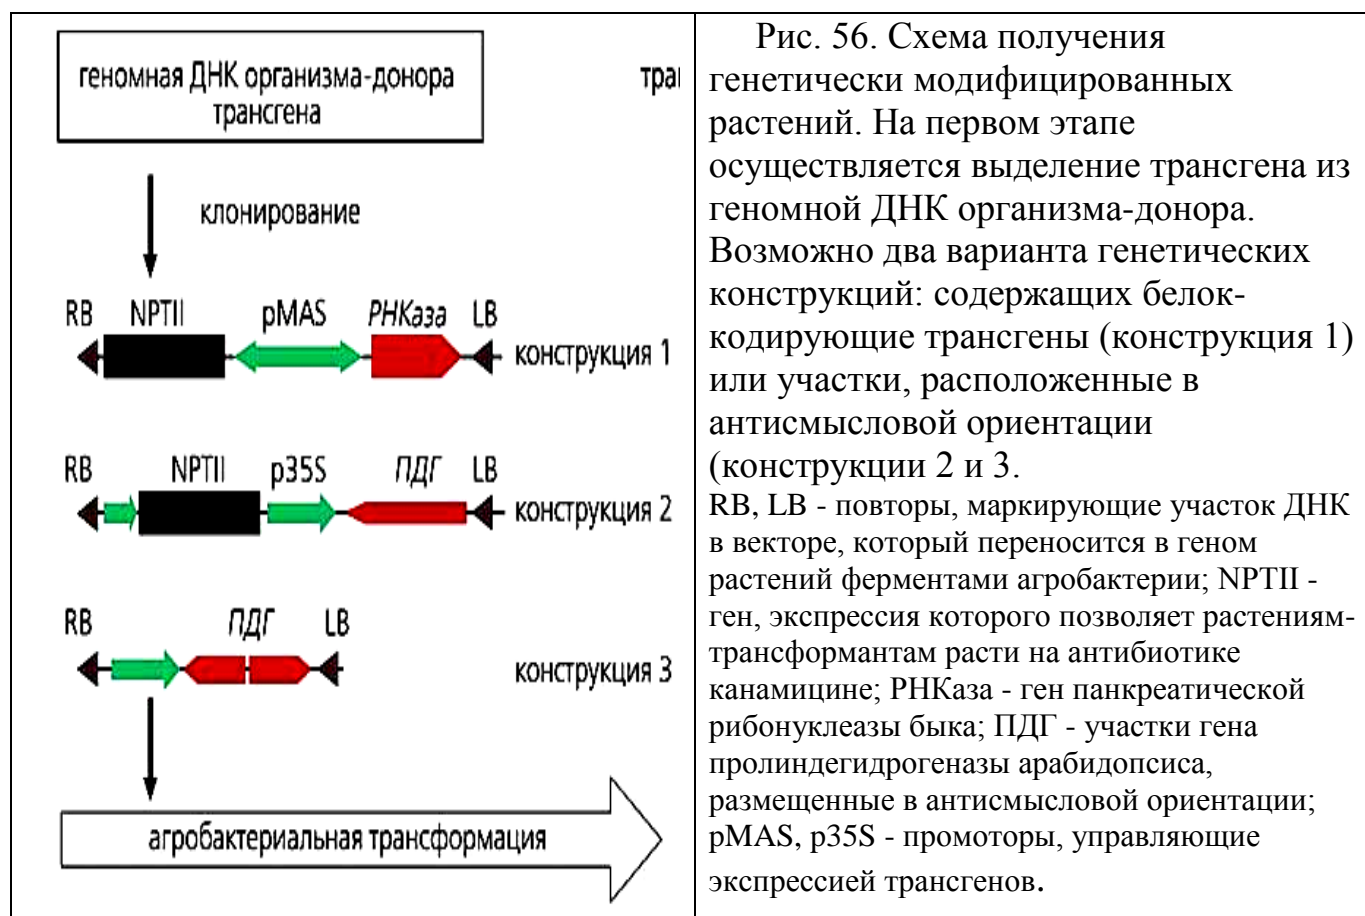 геномная ДНК организма-донора
трансгена
тра
клонирование
RB NPTII pMAS РНКаза LB
конструкция 1
RB NPTII p35S ПДГ LB
конструкция 2
RB ПДГ LB
конструкция 3
агробактериальная трансформация
Рис. 56. Схема получения
генетически модифицированных
растений. На первом этапе
осуществляется выделение трансгена из
геномной ДНК организма-донора.
Возможно два варианта генетических
конструкций: содержащих белок-
кодирующие трансгены (конструкция 1)
или участки, расположенные в
антисмысловой ориентации
(конструкции 2 и 3.
RB, LB - повторы, маркирующие участок ДНК
в векторе, который переносится в геном
растений ферментами агробактерии; NPTII -
ген, экспрессия которого позволяет растениям-
трансформантам расти на антибиотике
канамицине; РНКаза - ген панкреатической
рибонуклеазы быка; ПДГ - участки гена
пролиндегидрогеназы арабидопсиса,
размещенные в антисмысловой ориентации;
pMAS, p35S - промоторы, управляющие
экспрессией трансгенов.